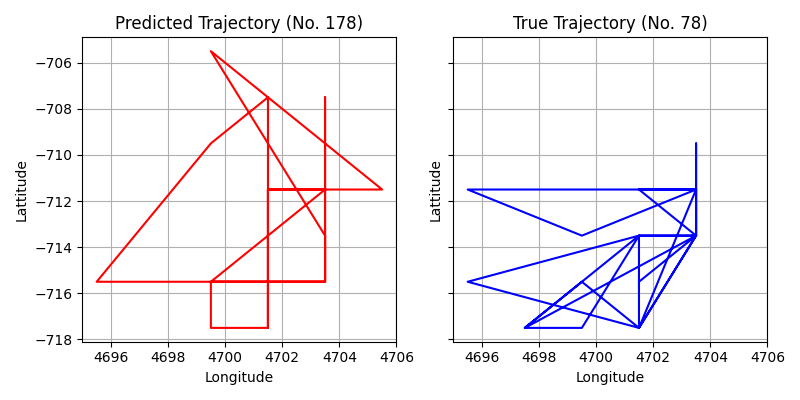 Predicted Trajectory (No. 178)
True Trajectory (No. 78)
−706
−708
−710
−712
−714
−716
−718
4696 4698 4700 4702 4704 4706
4696 4698 4700 4702 4704 4706
Lattitude
Lattitude
Longitude
Longitude